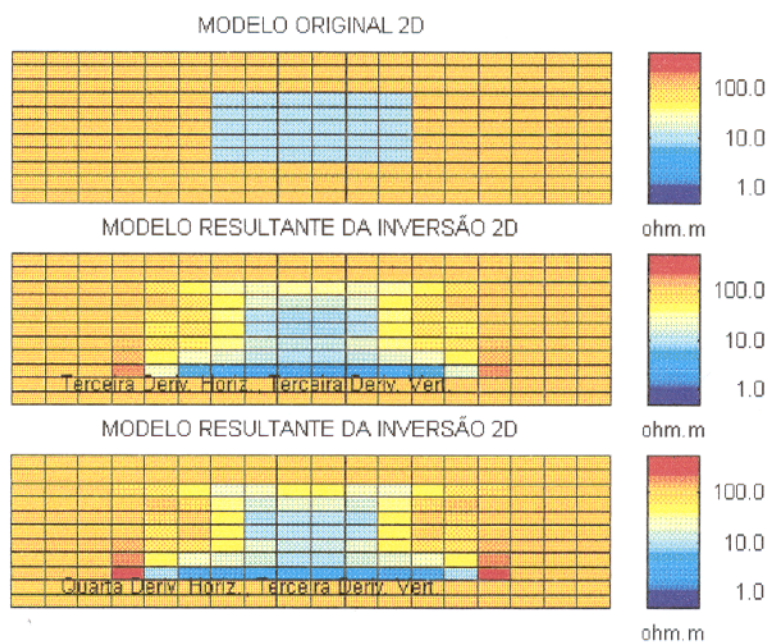 MODELO ORIGINAL 2D
100.0
10.0
1.0
MODELO RESULTANTE DA INVERSÃO 2D
ohm.m
100.0
10.0
1.0
Terceira Deriv. Horiz., Terceira Deriv. Vert.
MODELO RESULTANTE DA INVERSÃO 2D
ohm.m
100.0
10.0
1.0
Quarta Deriv. Horiz., Terceira Deriv. Vert.
ohm.m